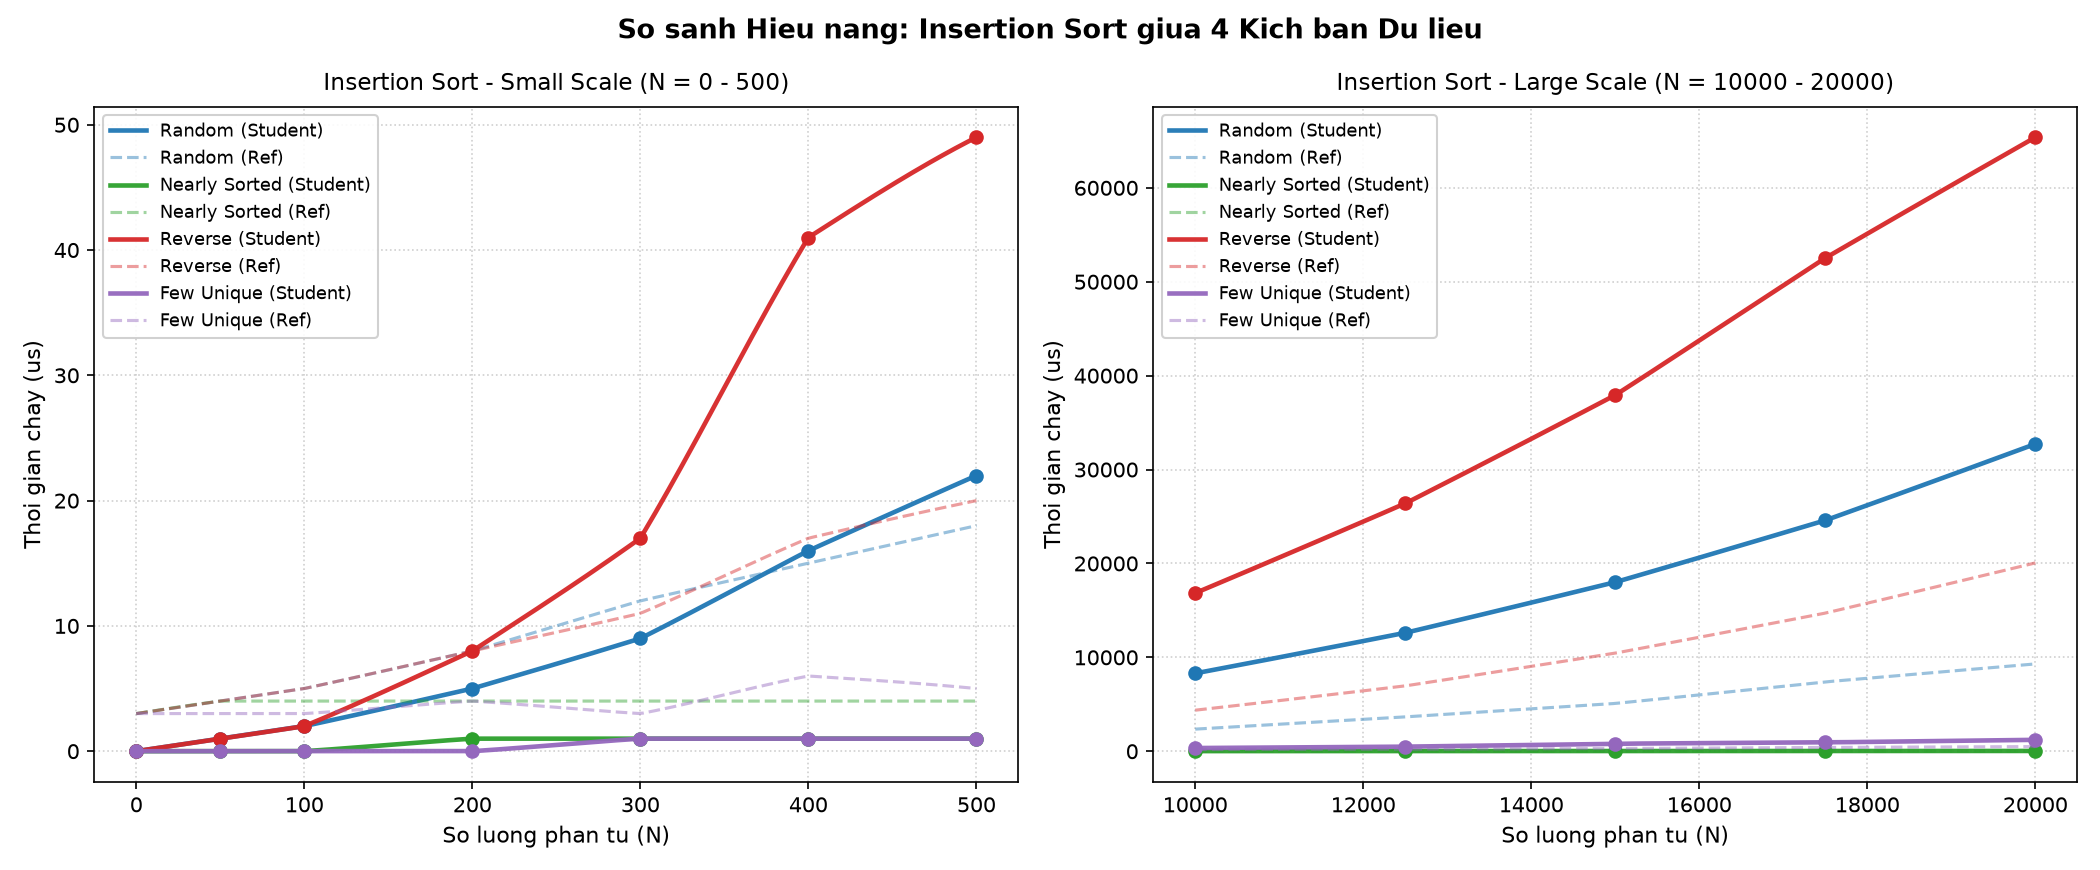 So sanh Hieu nang: Insertion Sort giua 4 Kich ban Du lieu
Insertion Sort - Small Scale (N = 0 - 500)
Thoi gian chay (us)
50
40
30
20
10
0
Random (Student)
Random (Ref)
Nearly Sorted (Student)
Nearly Sorted (Ref)
Reverse (Student)
Reverse (Ref)
Few Unique (Student)
Few Unique (Ref)
0 100 200 300 400 500
So luong phan tu (N)
Insertion Sort - Large Scale (N = 10000 - 20000)
Thoi gian chay (us)
60000
50000
40000
30000
20000
10000
0
Random (Student)
Random (Ref)
Nearly Sorted (Student)
Nearly Sorted (Ref)
Reverse (Student)
Reverse (Ref)
Few Unique (Student)
Few Unique (Ref)
10000 12000 14000 16000 18000 20000
So luong phan tu (N)